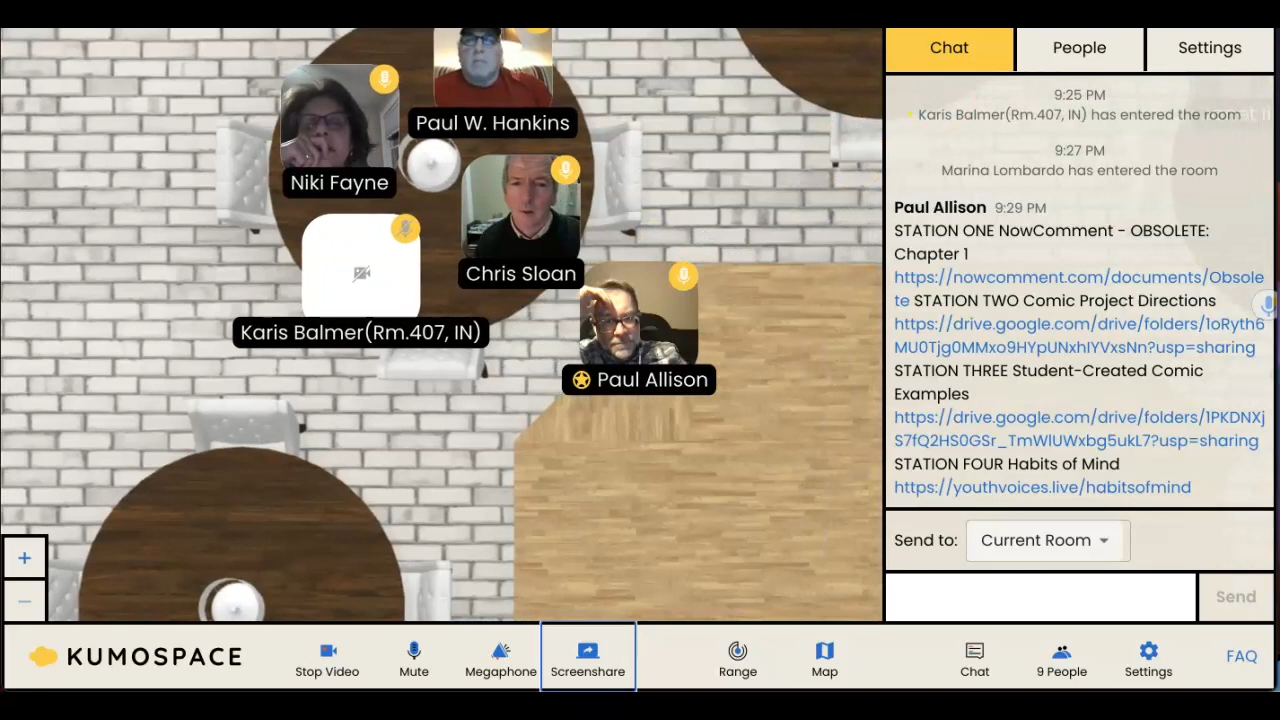 Chat
People
Settings
Paul W. Hankins
Niki Fayne
Chris Sloan
Karis Balmer(Rm.407, IN)
Paul Allison
9:25 PM
Karis Balmer(Rm.407, IN) has entered the room
9:27 PM
Marina Lombardo has entered the room
Paul Allison 9:29 PM
STATION ONE NowComment - OBSOLETE:
Chapter 1
https://nowcomment.com/documents/Obsole
te STATION TWO Comic Project Directions
https://drive.google.com/drive/folders/1oRyth6
MU0Tjg0MMxo9HYpUNxhIYVxsNn?usp=sharing
STATION THREE Student-Created Comic
Examples
https://drive.google.com/drive/folders/1PKDNXj
S7fQ2HS0GSr_TmWlUWxbg5ukL7?usp=sharing
STATION FOUR Habits of Mind
https://youthvoices.live/habitsofmind
Send to: Current Room
Send
KUMOSPACE
Stop Video
Mute
Megaphone
Screenshare
Range
Map
Chat
9 People
Settings
FAQ